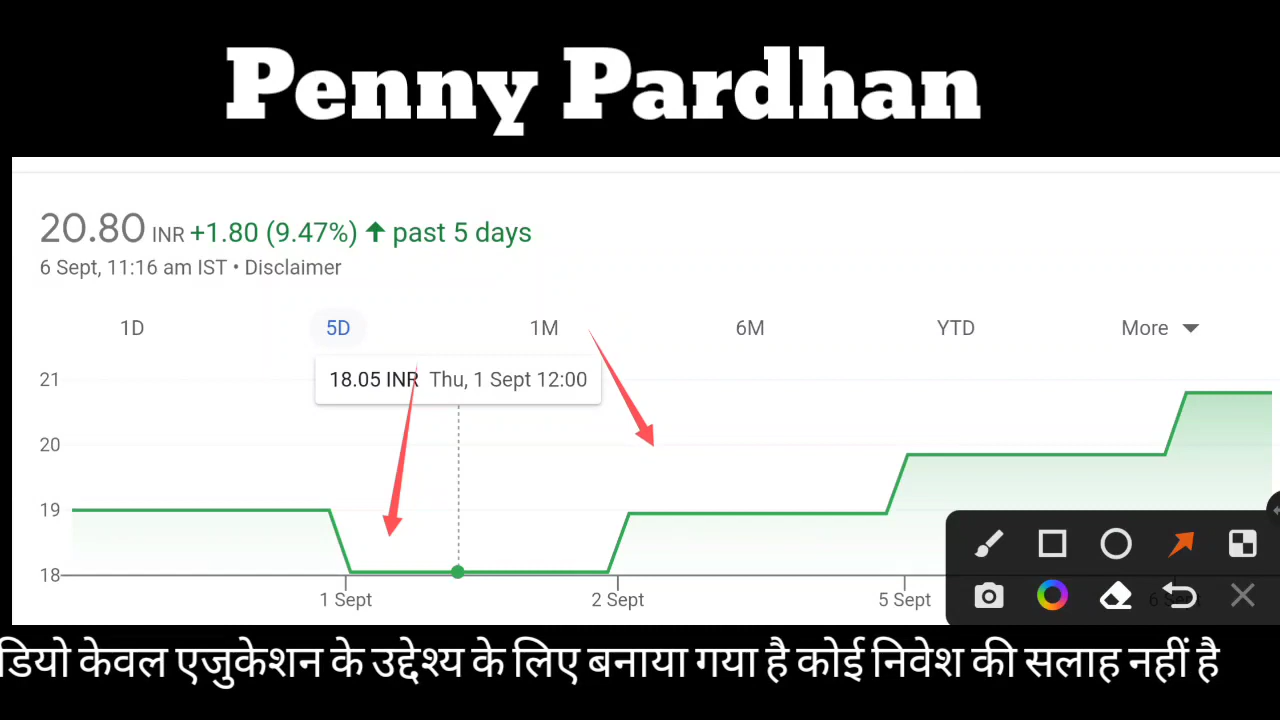 Penny Pardhan
20.80 INR +1.80 (9.47%) ↑ past 5 days
6 Sept, 11:16 am IST • Disclaimer
1D 5D 1M 6M YTD More
18.05 INR Thu, 1 Sept 12:00
21
20
19
18
1 Sept 2 Sept 5 Sept 6 Sept
डियो केवल एजुकेशन के उद्देश्य के लिए बनाया गया है कोई निवेश की सलाह नहीं है